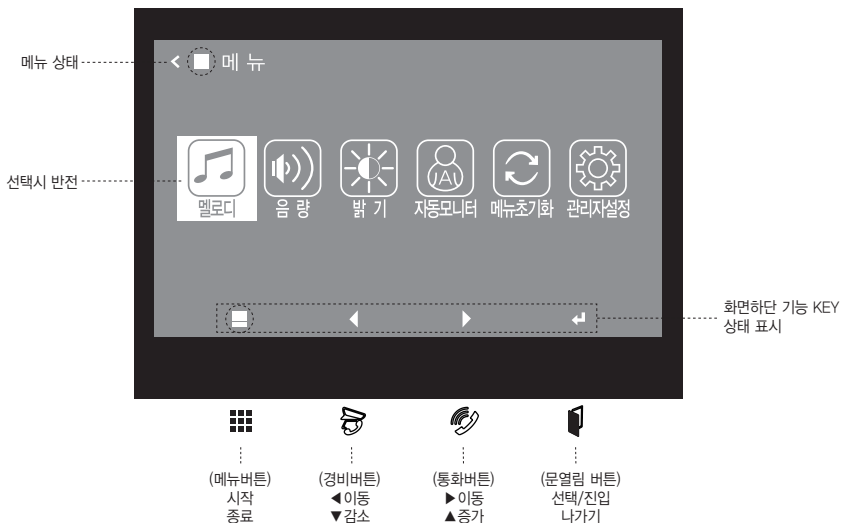 메뉴 상태
< 메 뉴
선택시 반전
멜로디 음 량 밝 기 자동모니터 메뉴초기화 관리자설정
화면하단 기능 KEY
상태 표시
(메뉴버튼)
시작
종료
(경비버튼)
◀이동
▼감소
(통화버튼)
▶이동
▲증가
(문열림 버튼)
선택/진입
나가기